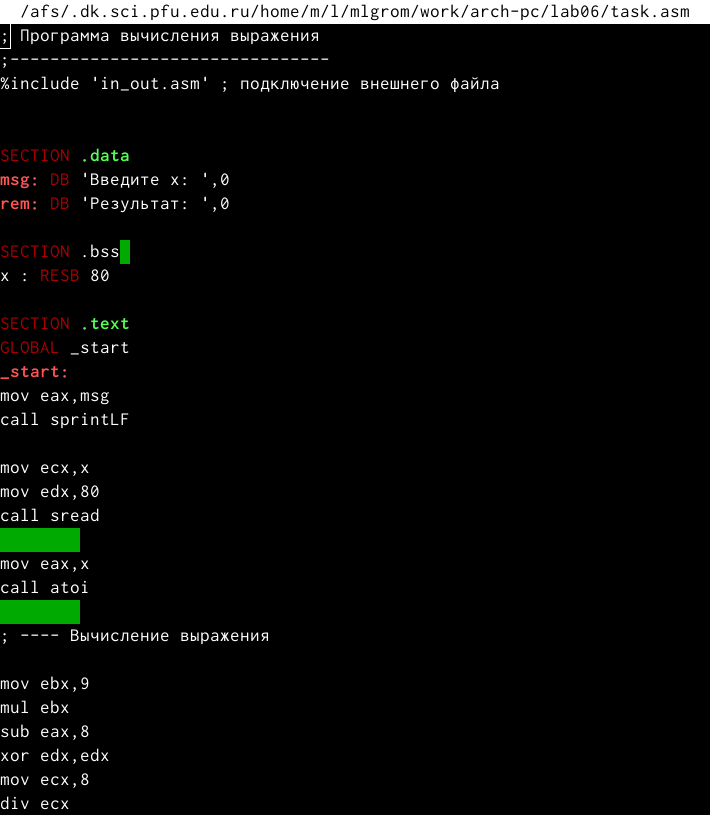 /afs/.dk.sci.pfu.edu.ru/home/m/l/mlgrom/work/arch-pc/lab06/task.asm
; Программа вычисления выражения
;--------------------------------
%include 'in_out.asm' ; подключение внешнего файла
SECTION .data
msg: DB 'Введите x: ',0
rem: DB 'Результат: ',0
SECTION .bss
x : RESB 80
SECTION .text
GLOBAL _start
_start:
mov eax,msg
call sprintLF
mov ecx,x
mov edx,80
call sread
mov eax,x
call atoi
; ---- Вычисление выражения
mov ebx,9
mul ebx
sub eax,8
xor edx,edx
mov ecx,8
div ecx